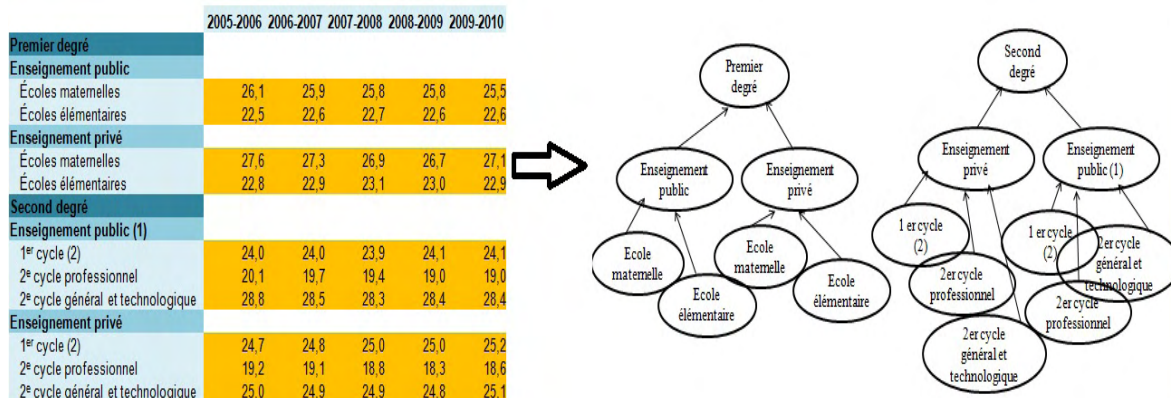 2005-2006 2006-2007 2007-2008 2008-2009 2009-2010
Premier degré
Enseignement public
Écoles maternelles 26,1 25,9 25,8 25,8 25,5
Écoles élémentaires 22,5 22,6 22,7 22,6 22,6
Enseignement privé
Écoles maternelles 27,6 27,3 26,9 26,7 27,1
Écoles élémentaires 22,8 22,9 23,1 23,0 22,9
Second degré
Enseignement public (1)
1er cycle (2) 24,0 24,0 23,9 24,1 24,1
2e cycle professionnel 20,1 19,7 19,4 19,0 19,0
2e cycle général et technologique 28,8 28,5 28,3 28,4 28,4
Enseignement privé
1er cycle (2) 24,7 24,8 25,0 25,0 25,2
2e cycle professionnel 19,2 19,1 18,8 18,3 18,6
2e cycle général et technologique 25,0 24,9 24,9 24,8 25,1
Premier
degré
Enseignement
public
Enseignement
privé
Ecole
maternelle
Ecole
élémentaire
Ecole
maternelle
Ecole
élémentaire
Second
degré
Enseignement
privé
Enseignement
public (1)
1 er cycle
(2)
2er cycle
professionnel
2er cycle
général et
technologique
1 er cycle
(2)
2er cycle
professionnel
2er cycle
général et
technologique